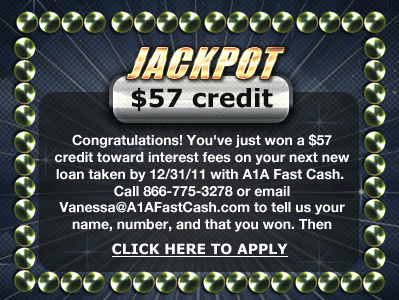 JACKPOT
$57 credit
Congratulations! You've just won a $57
credit toward interest fees on your next new
loan taken by 12/31/11 with A1A Fast Cash.
Call 866-775-3278 or email
Vanessa@A1AFastCash.com to tell us your
name, number, and that you won. Then
CLICK HERE TO APPLY